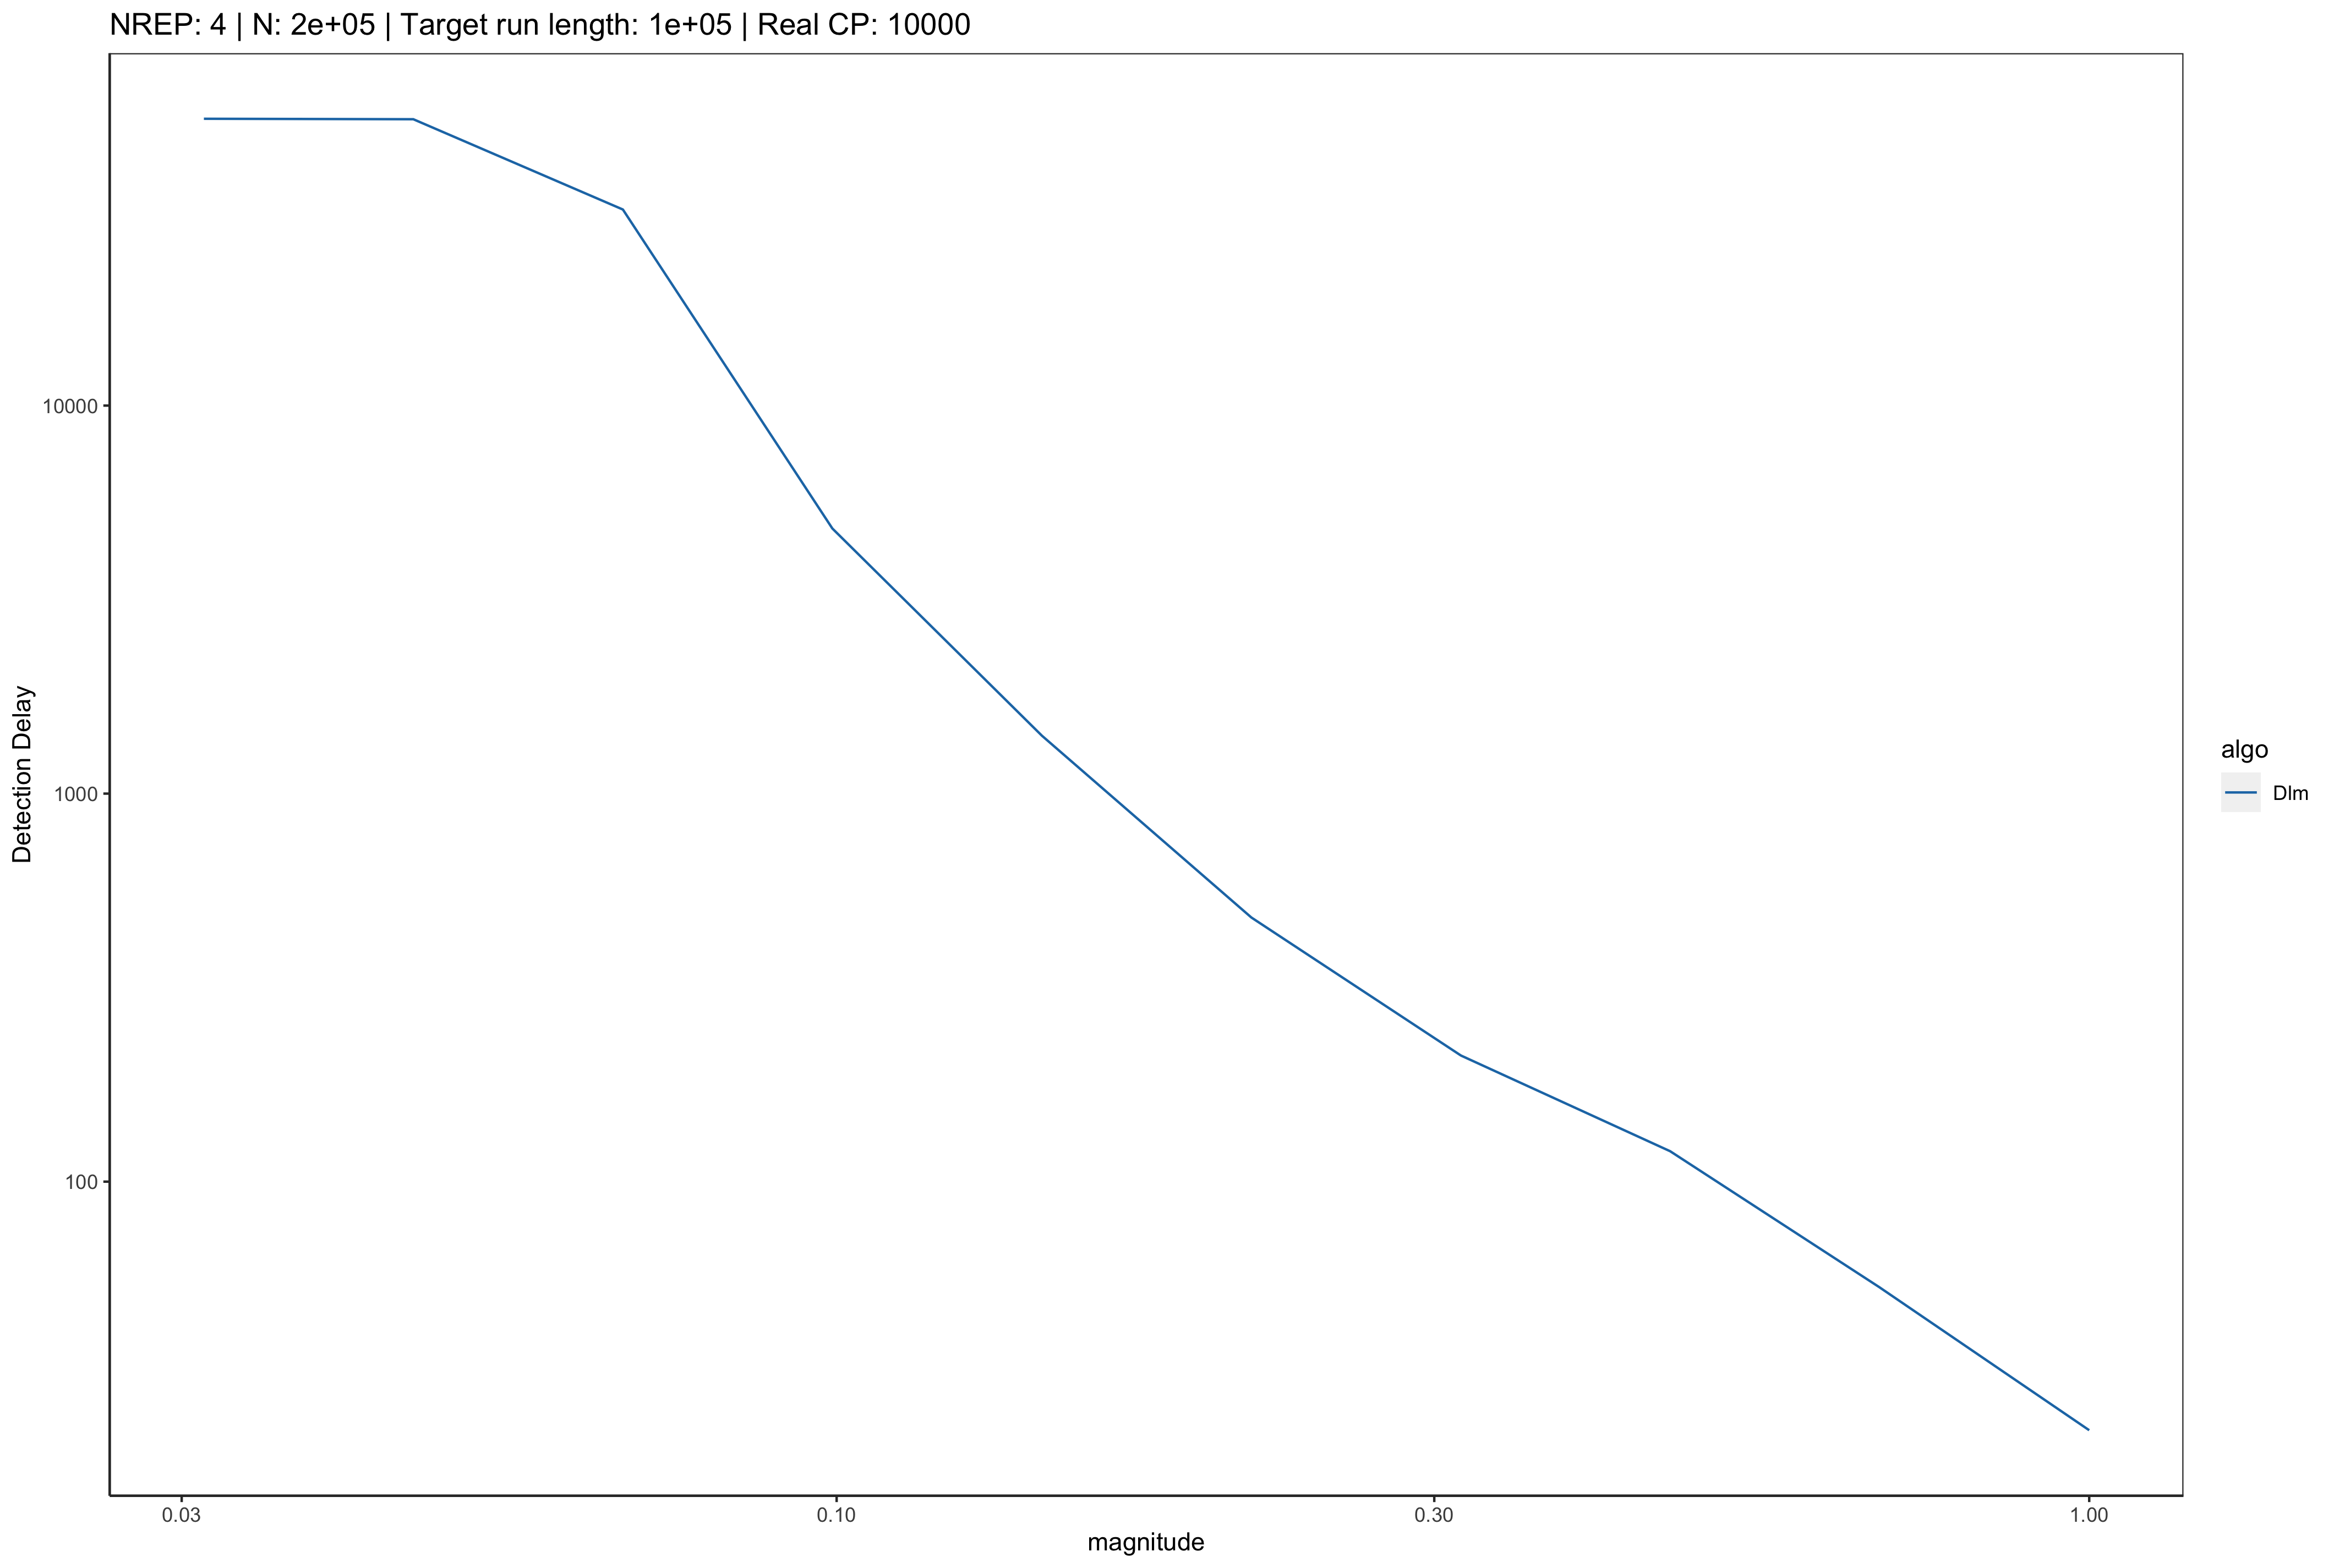 NREP: 4 | N: 2e+05 | Target run length: 1e+05 | Real CP: 10000
10000
1000
100
Detection Delay
0.03
0.10
0.30
1.00
magnitude
algo
Dlm